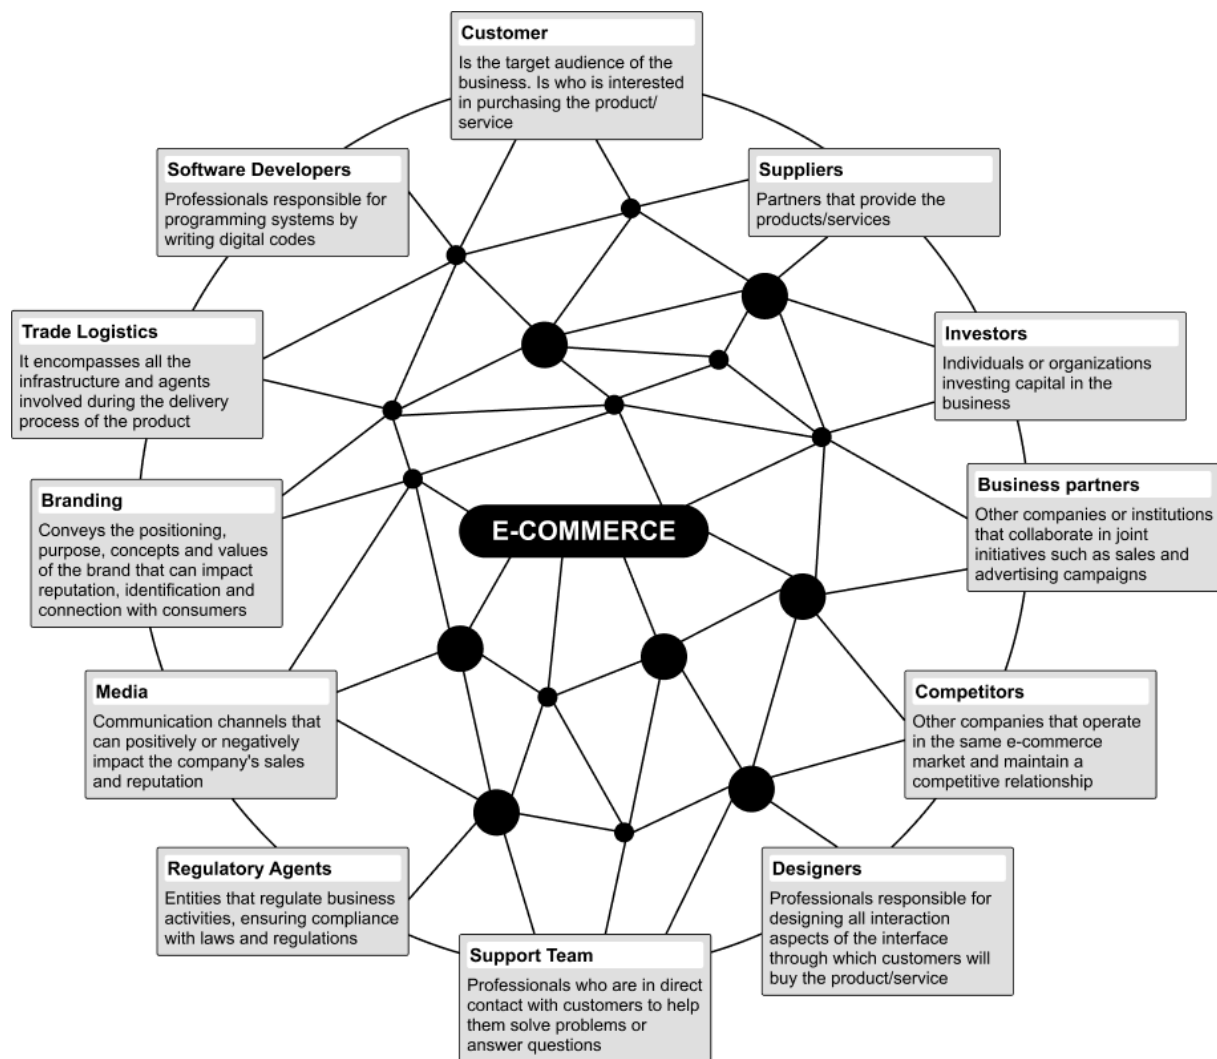 Customer
Is the target audience of the
business. Is who is interested
in purchasing the product/
service
Software Developers
Professionals responsible for
programming systems by
writing digital codes
Suppliers
Partners that provide the
products/services
Trade Logistics
It encompasses all the
infrastructure and agents
involved during the delivery
process of the product
Investors
Individuals or organizations
investing capital in the
business
Branding
Conveys the positioning,
purpose, concepts and values
of the brand that can impact
reputation, identification and
connection with consumers
E-COMMERCE
Business partners
Other companies or institutions
that collaborate in joint
initiatives such as sales and
advertising campaigns
Media
Communication channels that
can positively or negatively
impact the company's sales
and reputation
Competitors
Other companies that operate
in the same e-commerce
market and maintain a
competitive relationship
Regulatory Agents
Entities that regulate business
activities, ensuring compliance
with laws and regulations
Support Team
Professionals who are in direct
contact with customers to help
them solve problems or
answer questions
Designers
Professionals responsible for
designing all interaction
aspects of the interface
through which customers will
buy the product/service